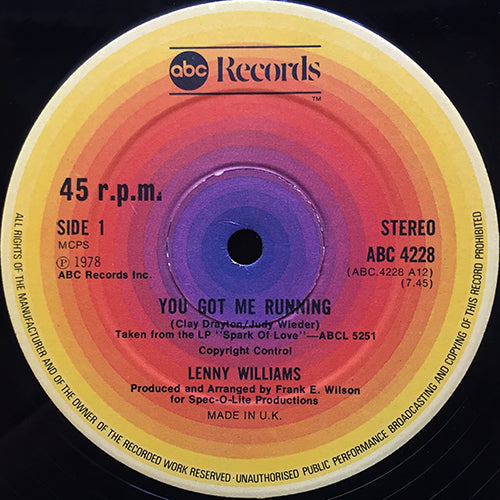 abc Records
™
45 r.p.m.
SIDE 1
MCPS
Ⓟ 1978
ABC Records Inc.
STEREO
ABC 4228
(ABC.4228 A12)
(7.45)
YOU GOT ME RUNNING
(Clay Drayton/Judy Wieder)
Taken from the LP "Spark Of Love"—ABCL 5251
Copyright Control
LENNY WILLIAMS
Produced and Arranged by Frank E. Wilson
for Spec-O-Lite Productions
MADE IN U.K.
ALL RIGHTS OF THE MANUFACTURER AND OF THE OWNER OF THE RECORDED WORK RESERVED·UNAUTHORISED PUBLIC PERFORMANCE BROADCASTING AND COPYING OF THIS RECORD PROHIBITED